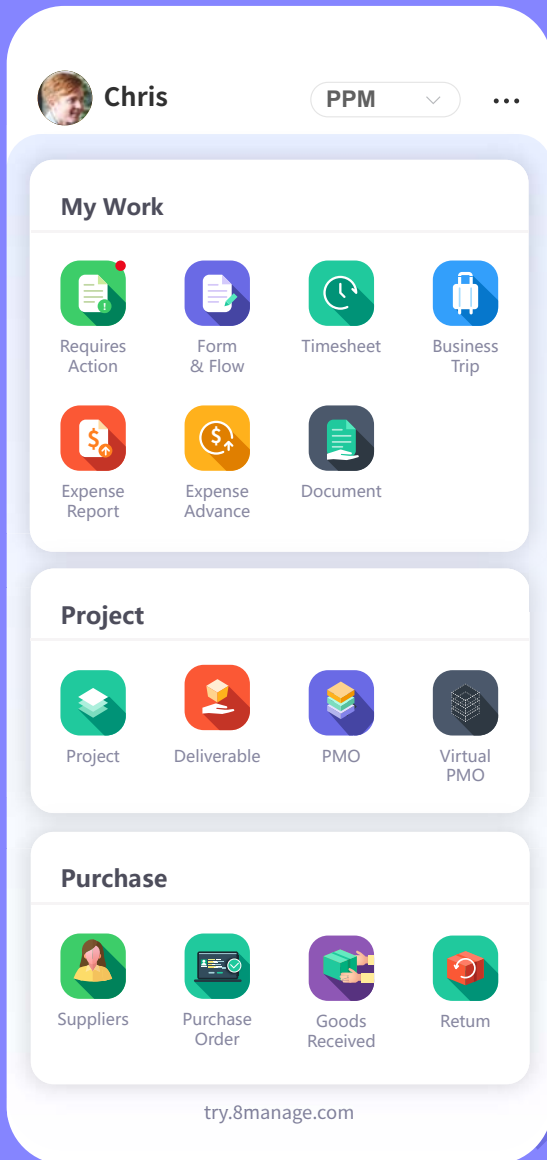 Chris
PPM
My Work
Requires
Action
Form
& Flow
Timesheet
Business
Trip
Expense
Report
Expense
Advance
Document
Project
Project
Deliverable
PMO
Virtual
PMO
Purchase
Suppliers
Purchase
Order
Goods
Received
Retum
try.8manage.com